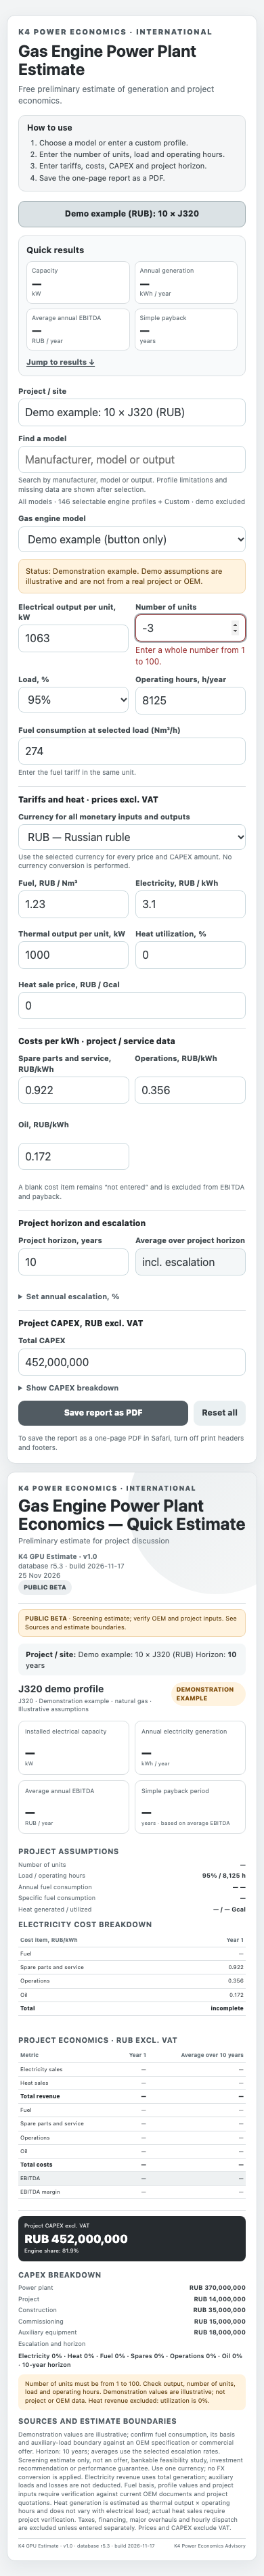 K4 POWER ECONOMICS · INTERNATIONAL
Gas Engine Power Plant
Estimate
Free preliminary estimate of generation and project
economics.
How to use
1. Choose a model or enter a custom profile.
2. Enter the number of units, load and operating hours.
3. Enter tariffs, costs, CAPEX and project horizon.
4. Save the one-page report as a PDF.
Demo example (RUB): 10 × J320
Quick results
Capacity
—
kW
Annual generation
—
kWh / year
Average annual EBITDA
—
RUB / year
Simple payback
—
years
Jump to results ↓
Project / site
Demo example: 10 × J320 (RUB)
Find a model
Manufacturer, model or output
Search by manufacturer, model or output. Profile limitations and
missing data are shown after selection.
All models · 146 selectable engine profiles + Custom · demo excluded
Gas engine model
Demo example (button only)
Status: Demonstration example. Demo assumptions are
illustrative and are not from a real project or OEM.
Electrical output per unit,
kW
1063
Number of units
-3
Enter a whole number from 1
to 100.
Load, %
95%
Operating hours, h/year
8125
Fuel consumption at selected load (Nm³/h)
274
Enter the fuel tariff in the same unit.
Tariffs and heat · prices excl. VAT
Currency for all monetary inputs and outputs
RUB — Russian ruble
Use the selected currency for every price and CAPEX amount. No
currency conversion is performed.
Fuel, RUB / Nm³
1.23
Electricity, RUB / kWh
3.1
Thermal output per unit, kW
1000
Heat utilization, %
0
Heat sale price, RUB / Gcal
0
Costs per kWh · project / service data
Spare parts and service,
RUB/kWh
0.922
Operations, RUB/kWh
0.356
Oil, RUB/kWh
0.172
A blank cost item remains "not entered" and is excluded from EBITDA
and payback.
Project horizon and escalation
Project horizon, years
10
Average over project horizon
incl. escalation
▶ Set annual escalation, %
Project CAPEX, RUB excl. VAT
Total CAPEX
452,000,000
▶ Show CAPEX breakdown
Save report as PDF
Reset all
To save the report as a one-page PDF in Safari, turn off print headers
and footers.
K4 POWER ECONOMICS · INTERNATIONAL
Gas Engine Power Plant
Economics — Quick Estimate
Preliminary estimate for project discussion
K4 GPU Estimate · v1.0
database r5.3 · build 2026-11-17
25 Nov 2026
PUBLIC BETA
PUBLIC BETA · Screening estimate; verify OEM and project inputs. See
Sources and estimate boundaries.
Project / site: Demo example: 10 × J320 (RUB) Horizon: 10
years
J320 demo profile
J320 · Demonstration example · natural gas ·
Illustrative assumptions
DEMONSTRATION
EXAMPLE
Installed electrical capacity
—
kW
Annual electricity generation
—
kWh / year
Average annual EBITDA
—
RUB / year
Simple payback period
—
years · based on average EBITDA
PROJECT ASSUMPTIONS
Number of units —
Load / operating hours 95% / 8,125 h
Annual fuel consumption — —
Specific fuel consumption —
Heat generated / utilized — / — Gcal
ELECTRICITY COST BREAKDOWN
Cost item, RUB/kWh Year 1
Fuel —
Spare parts and service 0.922
Operations 0.356
Oil 0.172
Total incomplete
PROJECT ECONOMICS · RUB EXCL. VAT
Metric Year 1 Average over 10 years
Electricity sales — —
Heat sales — —
Total revenue — —
Fuel — —
Spare parts and service — —
Operations — —
Oil — —
Total costs — —
EBITDA — —
EBITDA margin — —
Project CAPEX excl. VAT
RUB 452,000,000
Engine share: 81.9%
CAPEX BREAKDOWN
Power plant RUB 370,000,000
Project RUB 14,000,000
Construction RUB 35,000,000
Commissioning RUB 15,000,000
Auxiliary equipment RUB 18,000,000
Escalation and horizon
Electricity 0% · Heat 0% · Fuel 0% · Spares 0% · Operations 0% · Oil 0%
· 10-year horizon
Number of units must be from 1 to 100. Check output, number of units,
load and operating hours. Demonstration values are illustrative; not
project or OEM data. Heat revenue excluded: utilization is 0%.
SOURCES AND ESTIMATE BOUNDARIES
Demonstration values are illustrative; confirm fuel consumption, its basis
and auxiliary-load boundary against an OEM specification or commercial
offer. Horizon: 10 years; averages use the selected escalation rates.
Screening estimate only, not an offer, bankable feasibility study, investment
recommendation or performance guarantee. Use one currency; no FX
conversion is applied. Electricity revenue uses total generation; auxiliary
loads and losses are not deducted. Fuel basis, profile values and project
inputs require verification against current OEM documents and project
quotations. Heat generation is estimated as thermal output × operating
hours and does not vary with electrical load; actual heat sales require
project verification. Taxes, financing, major overhauls and hourly dispatch
are excluded unless entered separately. Prices and CAPEX exclude VAT.
K4 GPU Estimate · v1.0 · database r5.3 · build 2026-11-17 K4 Power Economics Advisory